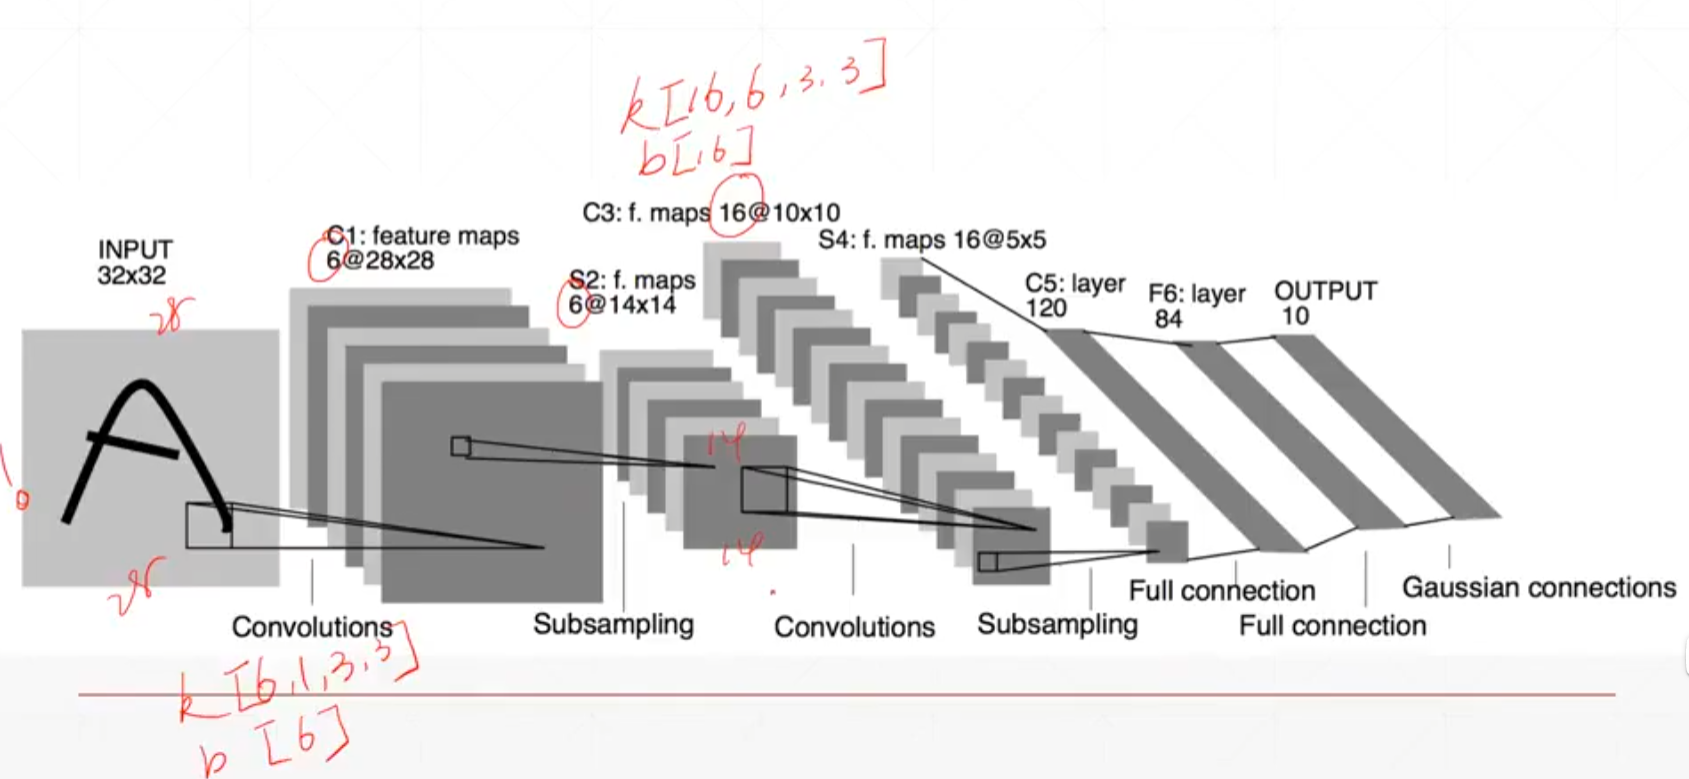 k[16,6,3,3]
b[16]
C3: f. maps 16@10x10
C1: feature maps
6@28x28
S4: f. maps 16@5x5
INPUT
32x32
S2: f. maps
6@14x14
C5: layer
120
F6: layer
84
OUTPUT
10
28
A
14
14
28
Convolutions
Subsampling
Convolutions
Subsampling
Full connection
Full connection
Gaussian connections
k[6,1,3,3]
b[6]